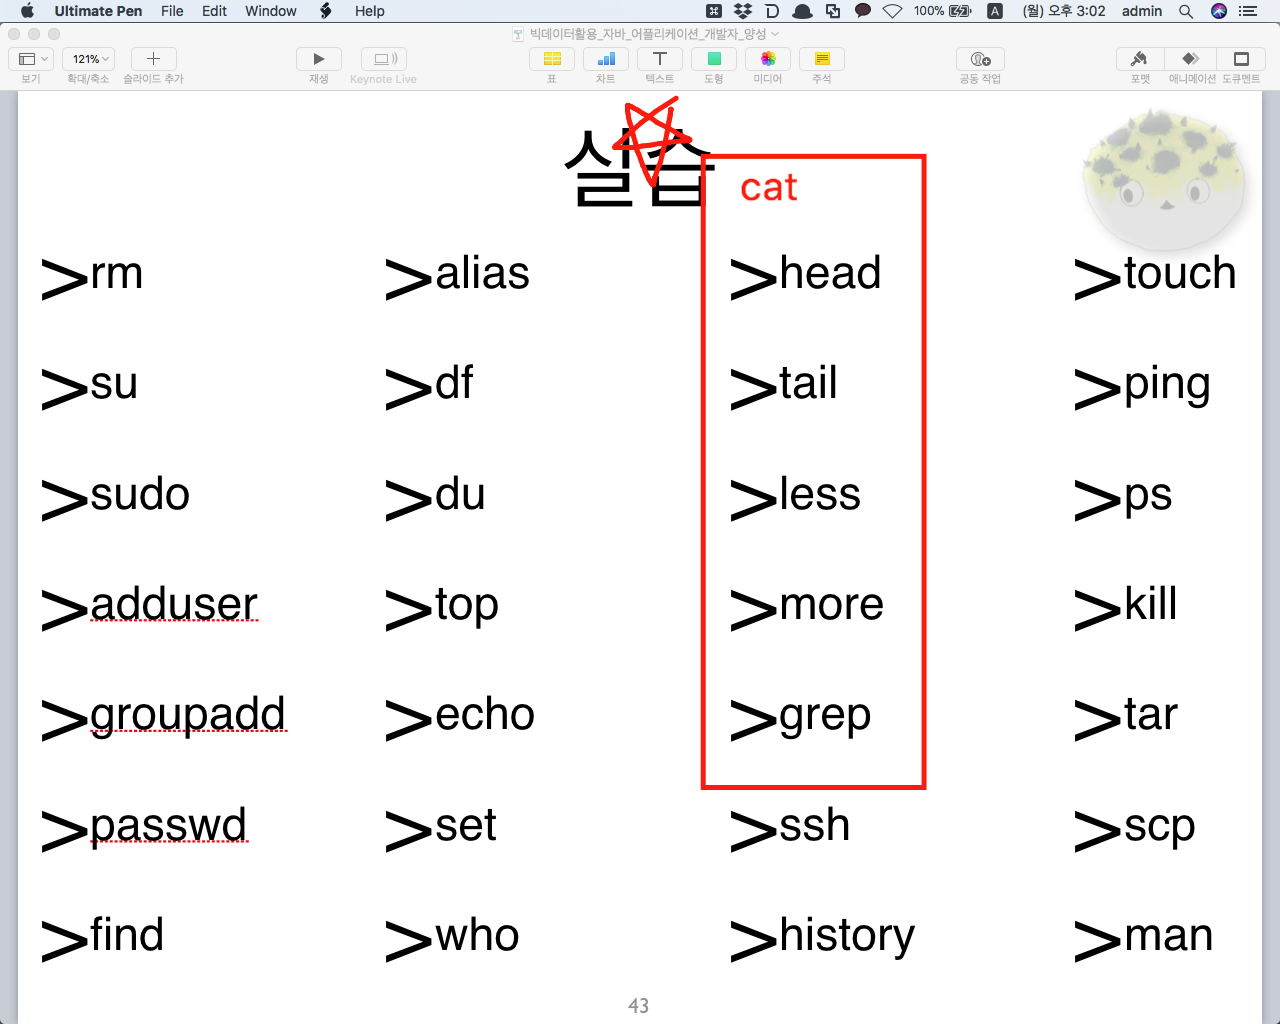 Ultimate Pen File Edit Window Help 100% A (월) 오후 3:02 admin
빅데이터활용_자바_어플리케이션_개발자_양성
121%
보기 확대/축소 슬라이드 추가 재생 Keynote Live 표 차트 텍스트 도형 미디어 주석 공동 작업 포맷 애니메이션 도큐멘트
실습
cat
>rm >alias >head >touch
>su >df >tail >ping
>sudo >du >less >ps
>adduser >top >more >kill
>groupadd >echo >grep >tar
>passwd >set >ssh >scp
>find >who >history >man
43